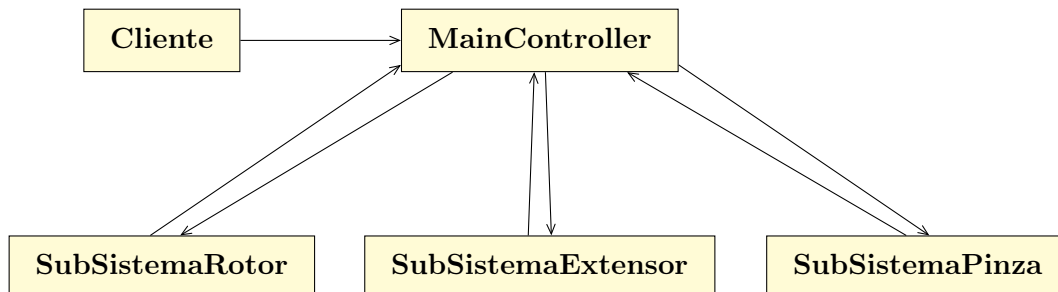 Cliente
MainController
SubSistemaRotor
SubSistemaExtensor
SubSistemaPinza